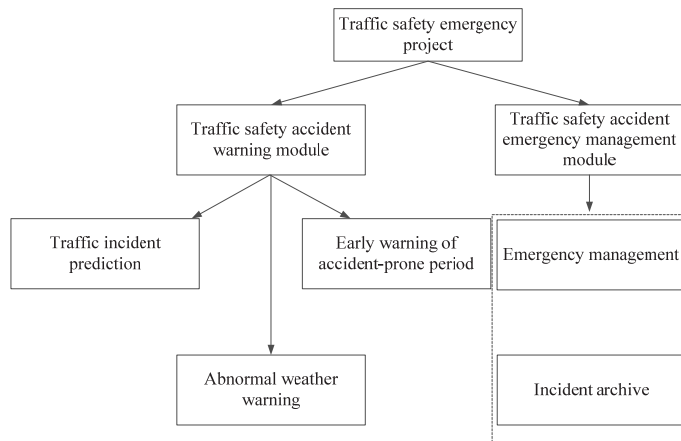 Traffic safety emergency
project
Traffic safety accident
warning module
Traffic safety accident
emergency management
module
Traffic incident
prediction
Early warning of
accident-prone period
Emergency management
Abnormal weather
warning
Incident archive